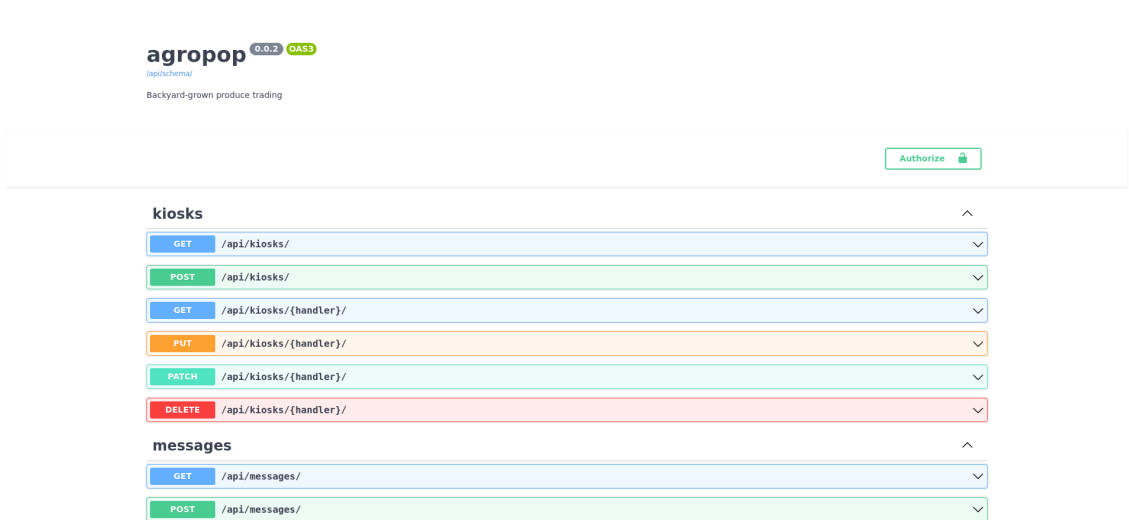 agropop 0.0.2 OAS3
/api/schema/
Backyard-grown produce trading
Authorize
kiosks
GET /api/kiosks/
POST /api/kiosks/
GET /api/kiosks/{handler}/
PUT /api/kiosks/{handler}/
PATCH /api/kiosks/{handler}/
DELETE /api/kiosks/{handler}/
messages
GET /api/messages/
POST /api/messages/